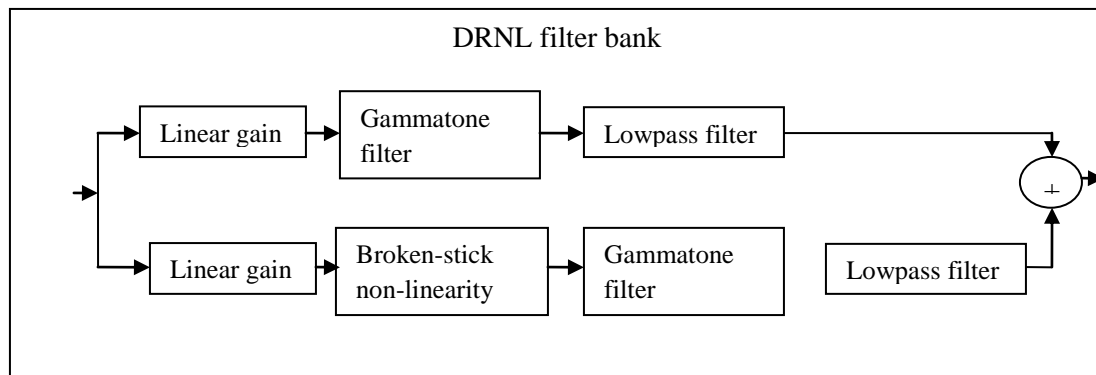 DRNL filter bank
Linear gain
Gammatone
filter
Lowpass filter
+
Linear gain
Broken-stick
non-linearity
Gammatone
filter
Lowpass filter